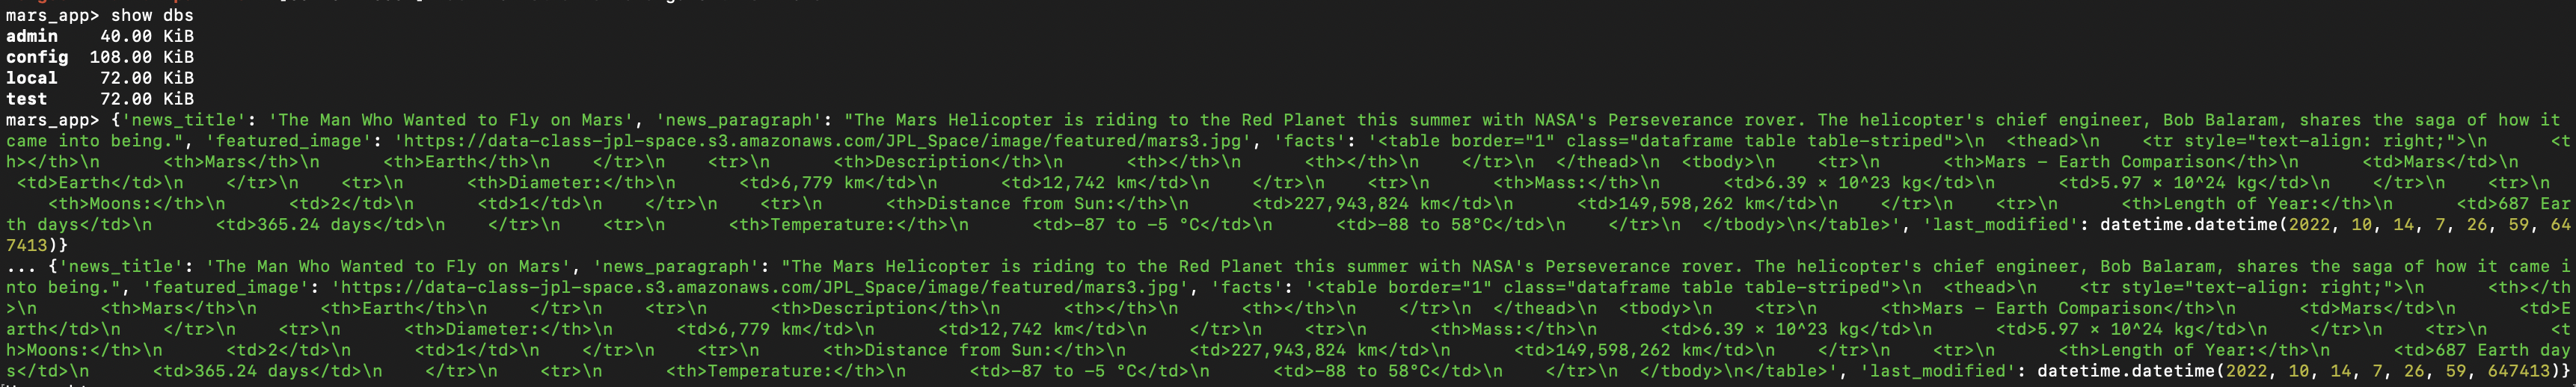 mars_app> show dbs
admin    40.00 KiB
config  108.00 KiB
local    72.00 KiB
test     72.00 KiB
mars_app> {'news_title': 'The Man Who Wanted to Fly on Mars', 'news_paragraph': "The Mars Helicopter is riding to the Red Planet this summer with NASA's Perseverance rover. The helicopter's chief engineer, Bob Balaram, shares the saga of how it
came into being.", 'featured_image': 'https://data-class-jpl-space.s3.amazonaws.com/JPL_Space/image/featured/mars3.jpg', 'facts': '<table border="1" class="dataframe table table-striped">\n  <thead>\n    <tr style="text-align: right;">\n      <t
h></th>\n      <th>Mars</th>\n      <th>Earth</th>\n    </tr>\n    <tr>\n      <th>Description</th>\n      <th></th>\n      <th></th>\n    </tr>\n  </thead>\n  <tbody>\n    <tr>\n      <th>Mars - Earth Comparison</th>\n      <td>Mars</td>\n
<td>Earth</td>\n    </tr>\n    <tr>\n      <th>Diameter:</th>\n      <td>6,779 km</td>\n      <td>12,742 km</td>\n    </tr>\n    <tr>\n      <th>Mass:</th>\n      <td>6.39 × 10^23 kg</td>\n      <td>5.97 × 10^24 kg</td>\n    </tr>\n    <tr>\n
<th>Moons:</th>\n      <td>2</td>\n      <td>1</td>\n    </tr>\n    <tr>\n      <th>Distance from Sun:</th>\n      <td>227,943,824 km</td>\n      <td>149,598,262 km</td>\n    </tr>\n    <tr>\n      <th>Length of Year:</th>\n      <td>687 Ear
th days</td>\n      <td>365.24 days</td>\n    </tr>\n    <tr>\n      <th>Temperature:</th>\n      <td>-87 to -5 °C</td>\n      <td>-88 to 58°C</td>\n    </tr>\n  </tbody>\n</table>', 'last_modified': datetime.datetime(2022, 10, 14, 7, 26, 59, 64
7413)}
... {'news_title': 'The Man Who Wanted to Fly on Mars', 'news_paragraph': "The Mars Helicopter is riding to the Red Planet this summer with NASA's Perseverance rover. The helicopter's chief engineer, Bob Balaram, shares the saga of how it came i
nto being.", 'featured_image': 'https://data-class-jpl-space.s3.amazonaws.com/JPL_Space/image/featured/mars3.jpg', 'facts': '<table border="1" class="dataframe table table-striped">\n  <thead>\n    <tr style="text-align: right;">\n      <th></th
>\n      <th>Mars</th>\n      <th>Earth</th>\n    </tr>\n    <tr>\n      <th>Description</th>\n      <th></th>\n      <th></th>\n    </tr>\n  </thead>\n  <tbody>\n    <tr>\n      <th>Mars - Earth Comparison</th>\n      <td>Mars</td>\n      <td>E
arth</td>\n    </tr>\n    <tr>\n      <th>Diameter:</th>\n      <td>6,779 km</td>\n      <td>12,742 km</td>\n    </tr>\n    <tr>\n      <th>Mass:</th>\n      <td>6.39 × 10^23 kg</td>\n      <td>5.97 × 10^24 kg</td>\n    </tr>\n    <tr>\n      <t
h>Moons:</th>\n      <td>2</td>\n      <td>1</td>\n    </tr>\n    <tr>\n      <th>Distance from Sun:</th>\n      <td>227,943,824 km</td>\n      <td>149,598,262 km</td>\n    </tr>\n    <tr>\n      <th>Length of Year:</th>\n      <td>687 Earth day
s</td>\n      <td>365.24 days</td>\n    </tr>\n    <tr>\n      <th>Temperature:</th>\n      <td>-87 to -5 °C</td>\n      <td>-88 to 58°C</td>\n    </tr>\n  </tbody>\n</table>', 'last_modified': datetime.datetime(2022, 10, 14, 7, 26, 59, 647413)}